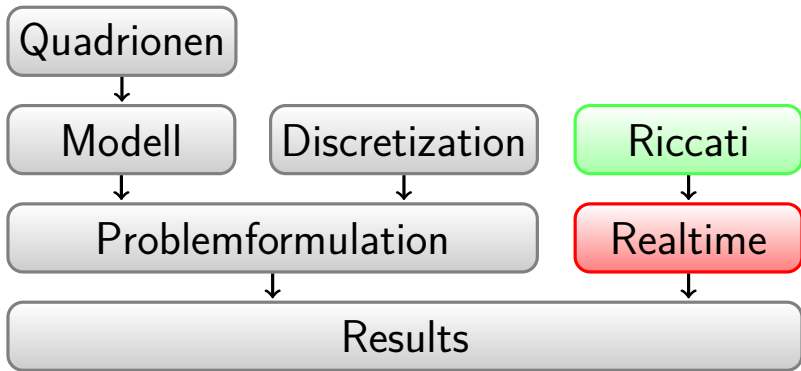 Quadrionen
Modell
Discretization
Riccati
Problemformulation
Realtime
Results